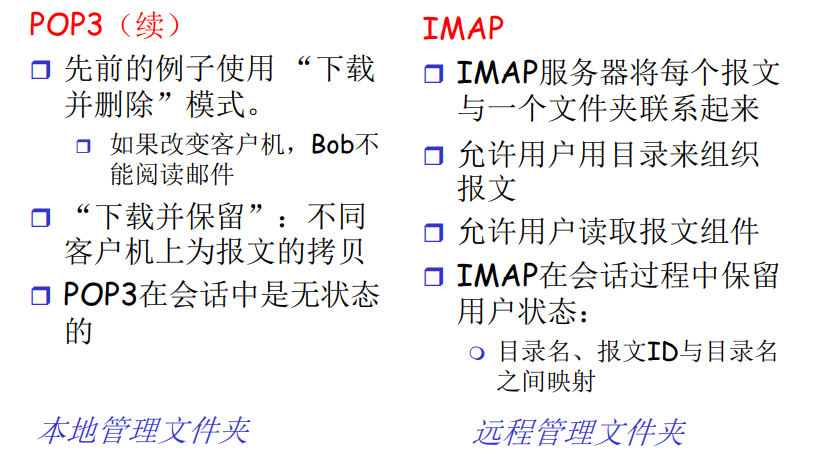 POP3（续）
先前的例子使用 “下载
并删除”模式。
如果改变客户机，Bob不
能阅读邮件
“下载并保留”：不同
客户机上为报文的拷贝
POP3在会话中是无状态
的
本地管理文件夹
IMAP
IMAP服务器将每个报文
与一个文件夹联系起来
允许用户用目录来组织
报文
允许用户读取报文组件
IMAP在会话过程中保留
用户状态：
目录名、报文ID与目录名
之间映射
远程管理文件夹